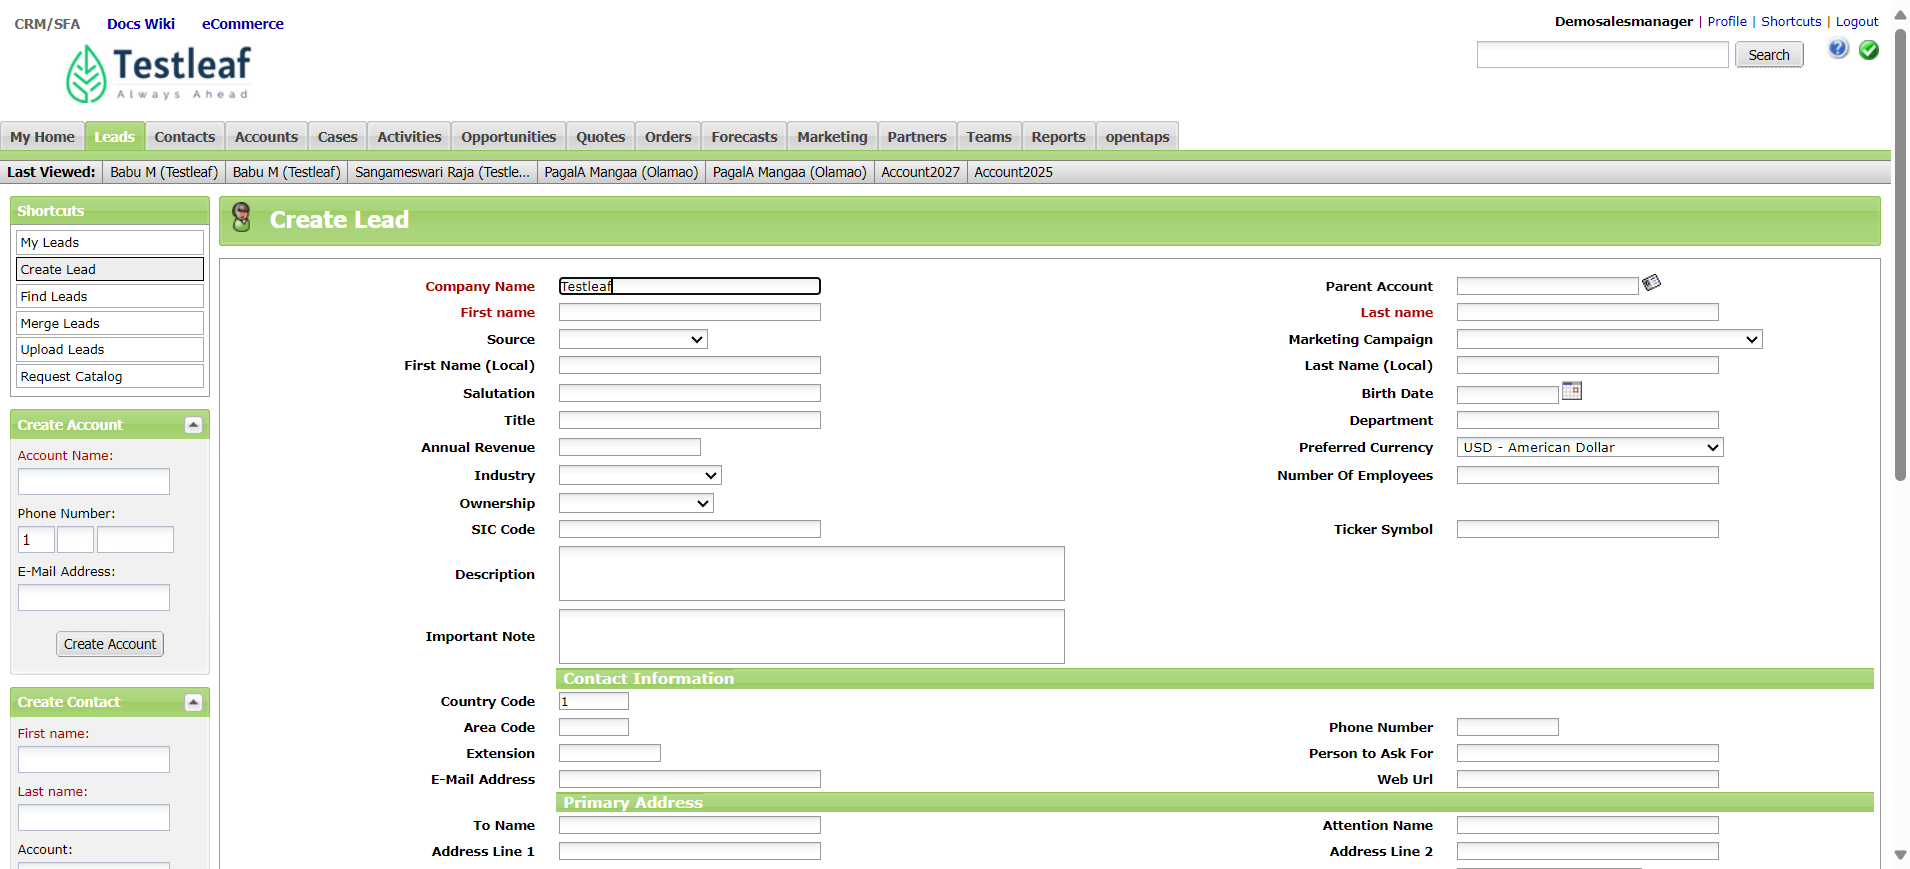 CRM/SFA Docs Wiki eCommerce
Demosalesmanager | Profile | Shortcuts | Logout
Testleaf
Always Ahead
Search
My Home Leads Contacts Accounts Cases Activities Opportunities Quotes Orders Forecasts Marketing Partners Teams Reports opentaps
Last Viewed: Babu M (Testleaf) Babu M (Testleaf) Sangameswari Raja (Testle... PagalA Mangaa (Olamao) PagalA Mangaa (Olamao) Account2027 Account2025
Shortcuts
My Leads
Create Lead
Find Leads
Merge Leads
Upload Leads
Request Catalog
Create Account
Account Name:
Phone Number:
1
E-Mail Address:
Create Account
Create Contact
First name:
Last name:
Account:
Create Lead
Company Name Testleaf Parent Account
First name Last name
Source Marketing Campaign
First Name (Local) Last Name (Local)
Salutation Birth Date
Title Department
Annual Revenue Preferred Currency USD - American Dollar
Industry Number Of Employees
Ownership
SIC Code Ticker Symbol
Description
Important Note
Contact Information
Country Code 1
Area Code Phone Number
Extension Person to Ask For
E-Mail Address Web Url
Primary Address
To Name Attention Name
Address Line 1 Address Line 2